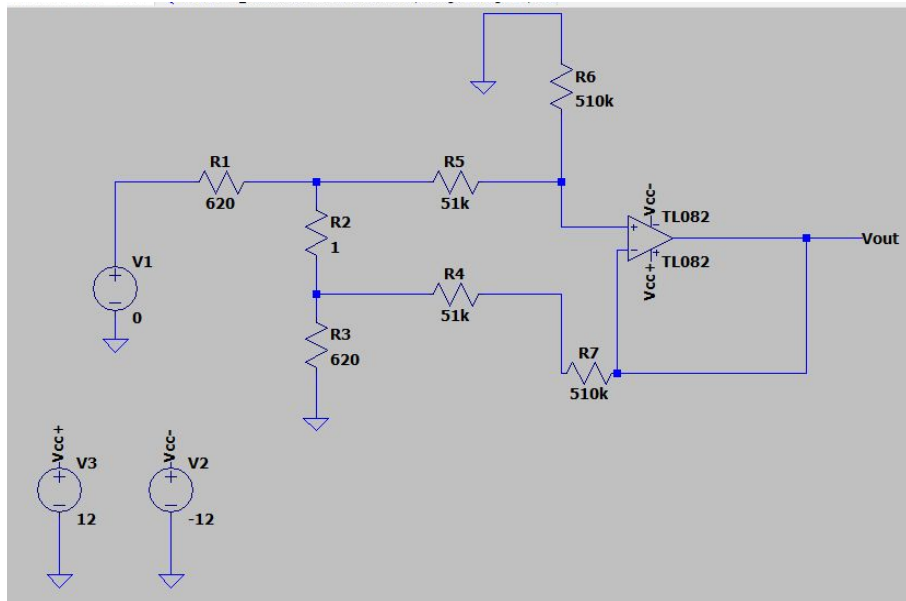 R6
510k
R1
620
R5
51k
Vcc-
TL082
R2
1
Vout
V1
0
R4
51k
TL082
Vcc+
R3
620
R7
510k
Vcc+
V3
12
Vcc-
V2
-12